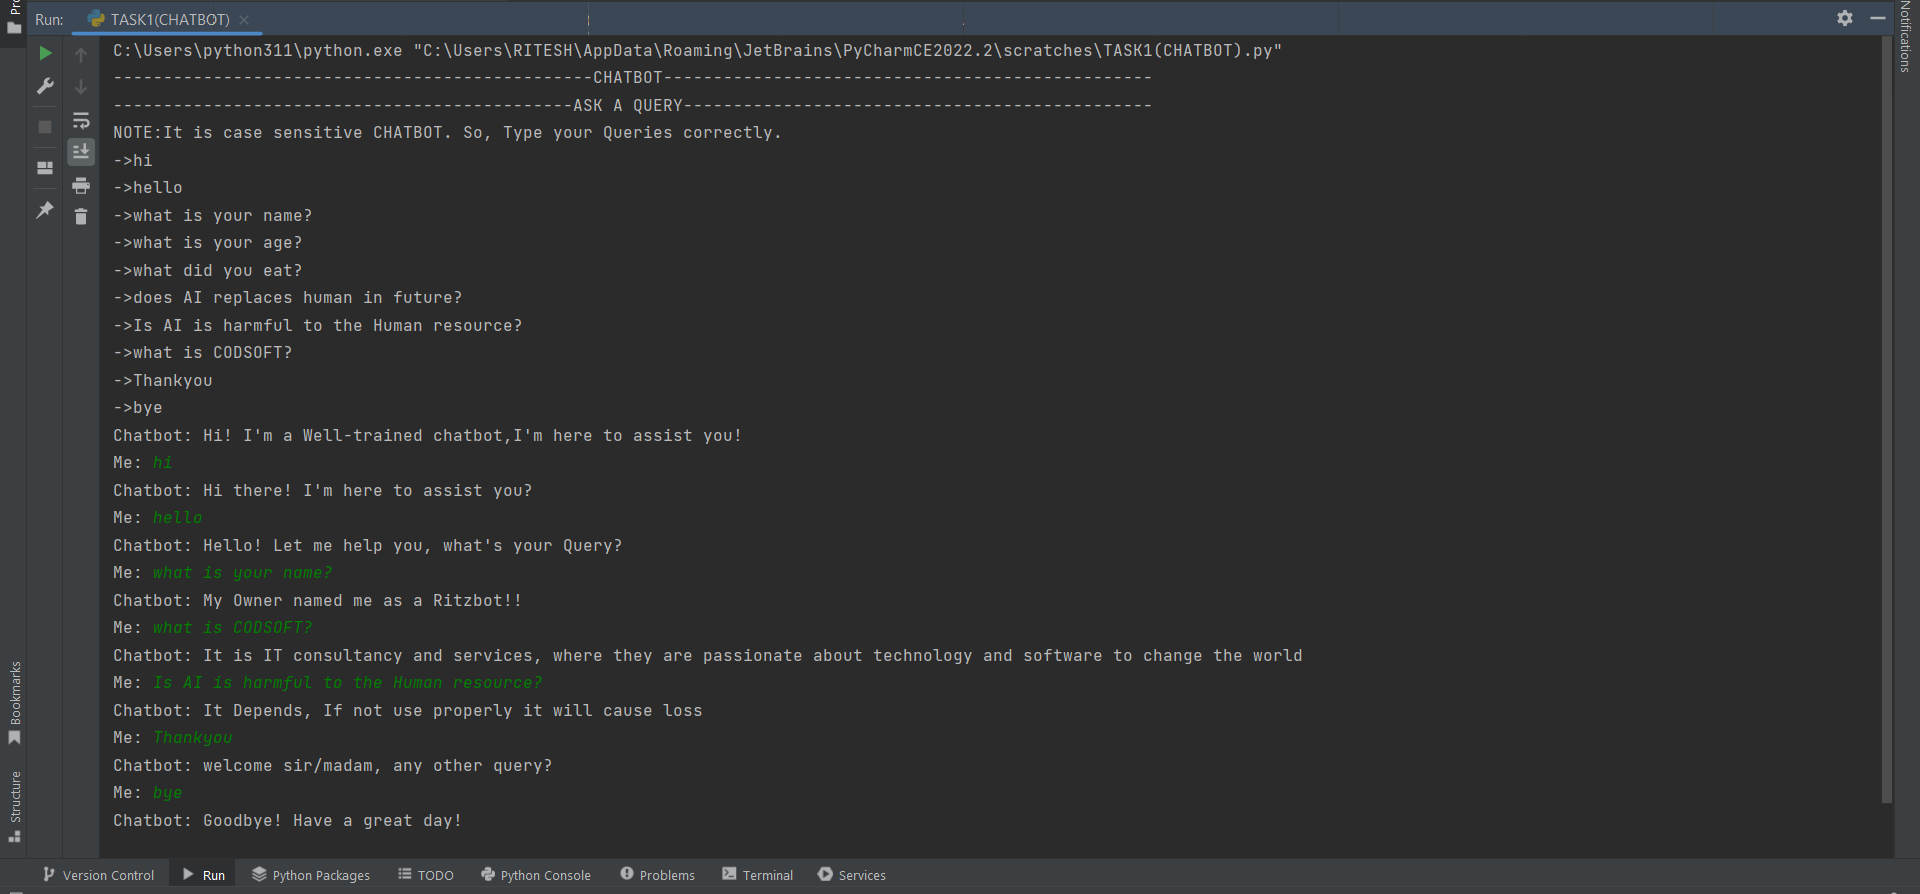 Run: TASK1(CHATBOT)
C:\Users\python311\python.exe "C:\Users\RITESH\AppData\Roaming\JetBrains\PyCharmCE2022.2\scratches\TASK1(CHATBOT).py"
------------------------------------------------CHATBOT-------------------------------------------------
----------------------------------------------ASK A QUERY-----------------------------------------------
NOTE:It is case sensitive CHATBOT. So, Type your Queries correctly.
->hi
->hello
->what is your name?
->what is your age?
->what did you eat?
->does AI replaces human in future?
->Is AI is harmful to the Human resource?
->what is CODSOFT?
->Thankyou
->bye
Chatbot: Hi! I'm a Well-trained chatbot,I'm here to assist you!
Me: hi
Chatbot: Hi there! I'm here to assist you?
Me: hello
Chatbot: Hello! Let me help you, what's your Query?
Me: what is your name?
Chatbot: My Owner named me as a Ritzbot!!
Me: what is CODSOFT?
Chatbot: It is IT consultancy and services, where they are passionate about technology and software to change the world
Me: Is AI is harmful to the Human resource?
Chatbot: It Depends, If not use properly it will cause loss
Me: Thankyou
Chatbot: welcome sir/madam, any other query?
Me: bye
Chatbot: Goodbye! Have a great day!
Bookmarks
Structure
Notifications
Version Control Run Python Packages TODO Python Console Problems Terminal Services